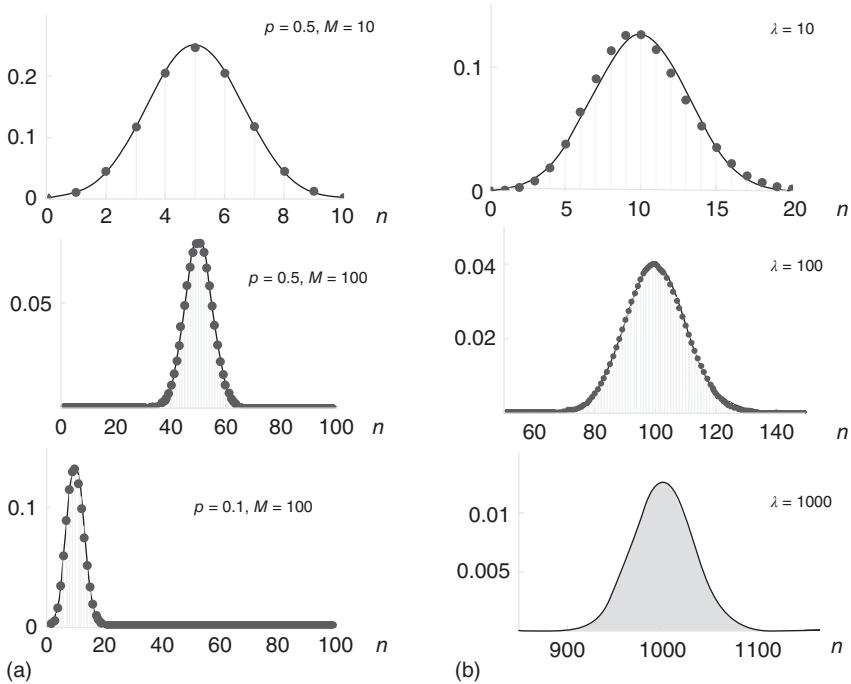 p = 0.5, M = 10
0.2
0.1
0
0 2 4 6 8 10 n
p = 0.5, M = 100
0.05
0 20 40 60 80 100 n
p = 0.1, M = 100
0.1
0
0 20 40 60 80 100 n
(a)
λ = 10
0.1
0
0 5 10 15 20 n
λ = 100
0.04
0.02
60 80 100 120 140 n
λ = 1000
0.01
0.005
900 1000 1100 n
(b)